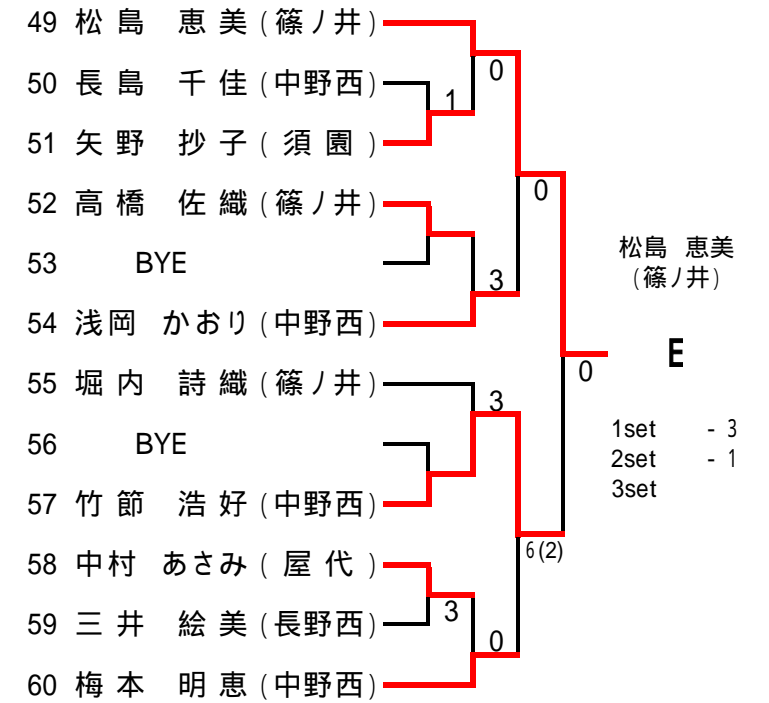 49 松島 恵美 (篠ノ井)
0
50 長島 千佳 (中野西)
1
51 矢野 抄子 (須園)
52 高橋 佐織 (篠ノ井)
0
53 BYE
3
54 浅岡 かおり (中野西)
松島 恵美
(篠ノ井)
E
0
55 堀内 詩織 (篠ノ井)
3
56 BYE
57 竹節 浩好 (中野西)
1set - 3
2set - 1
3set
6(2)
58 中村 あさみ (屋代)
3
59 三井 絵美 (長野西)
0
60 梅本 明恵 (中野西)